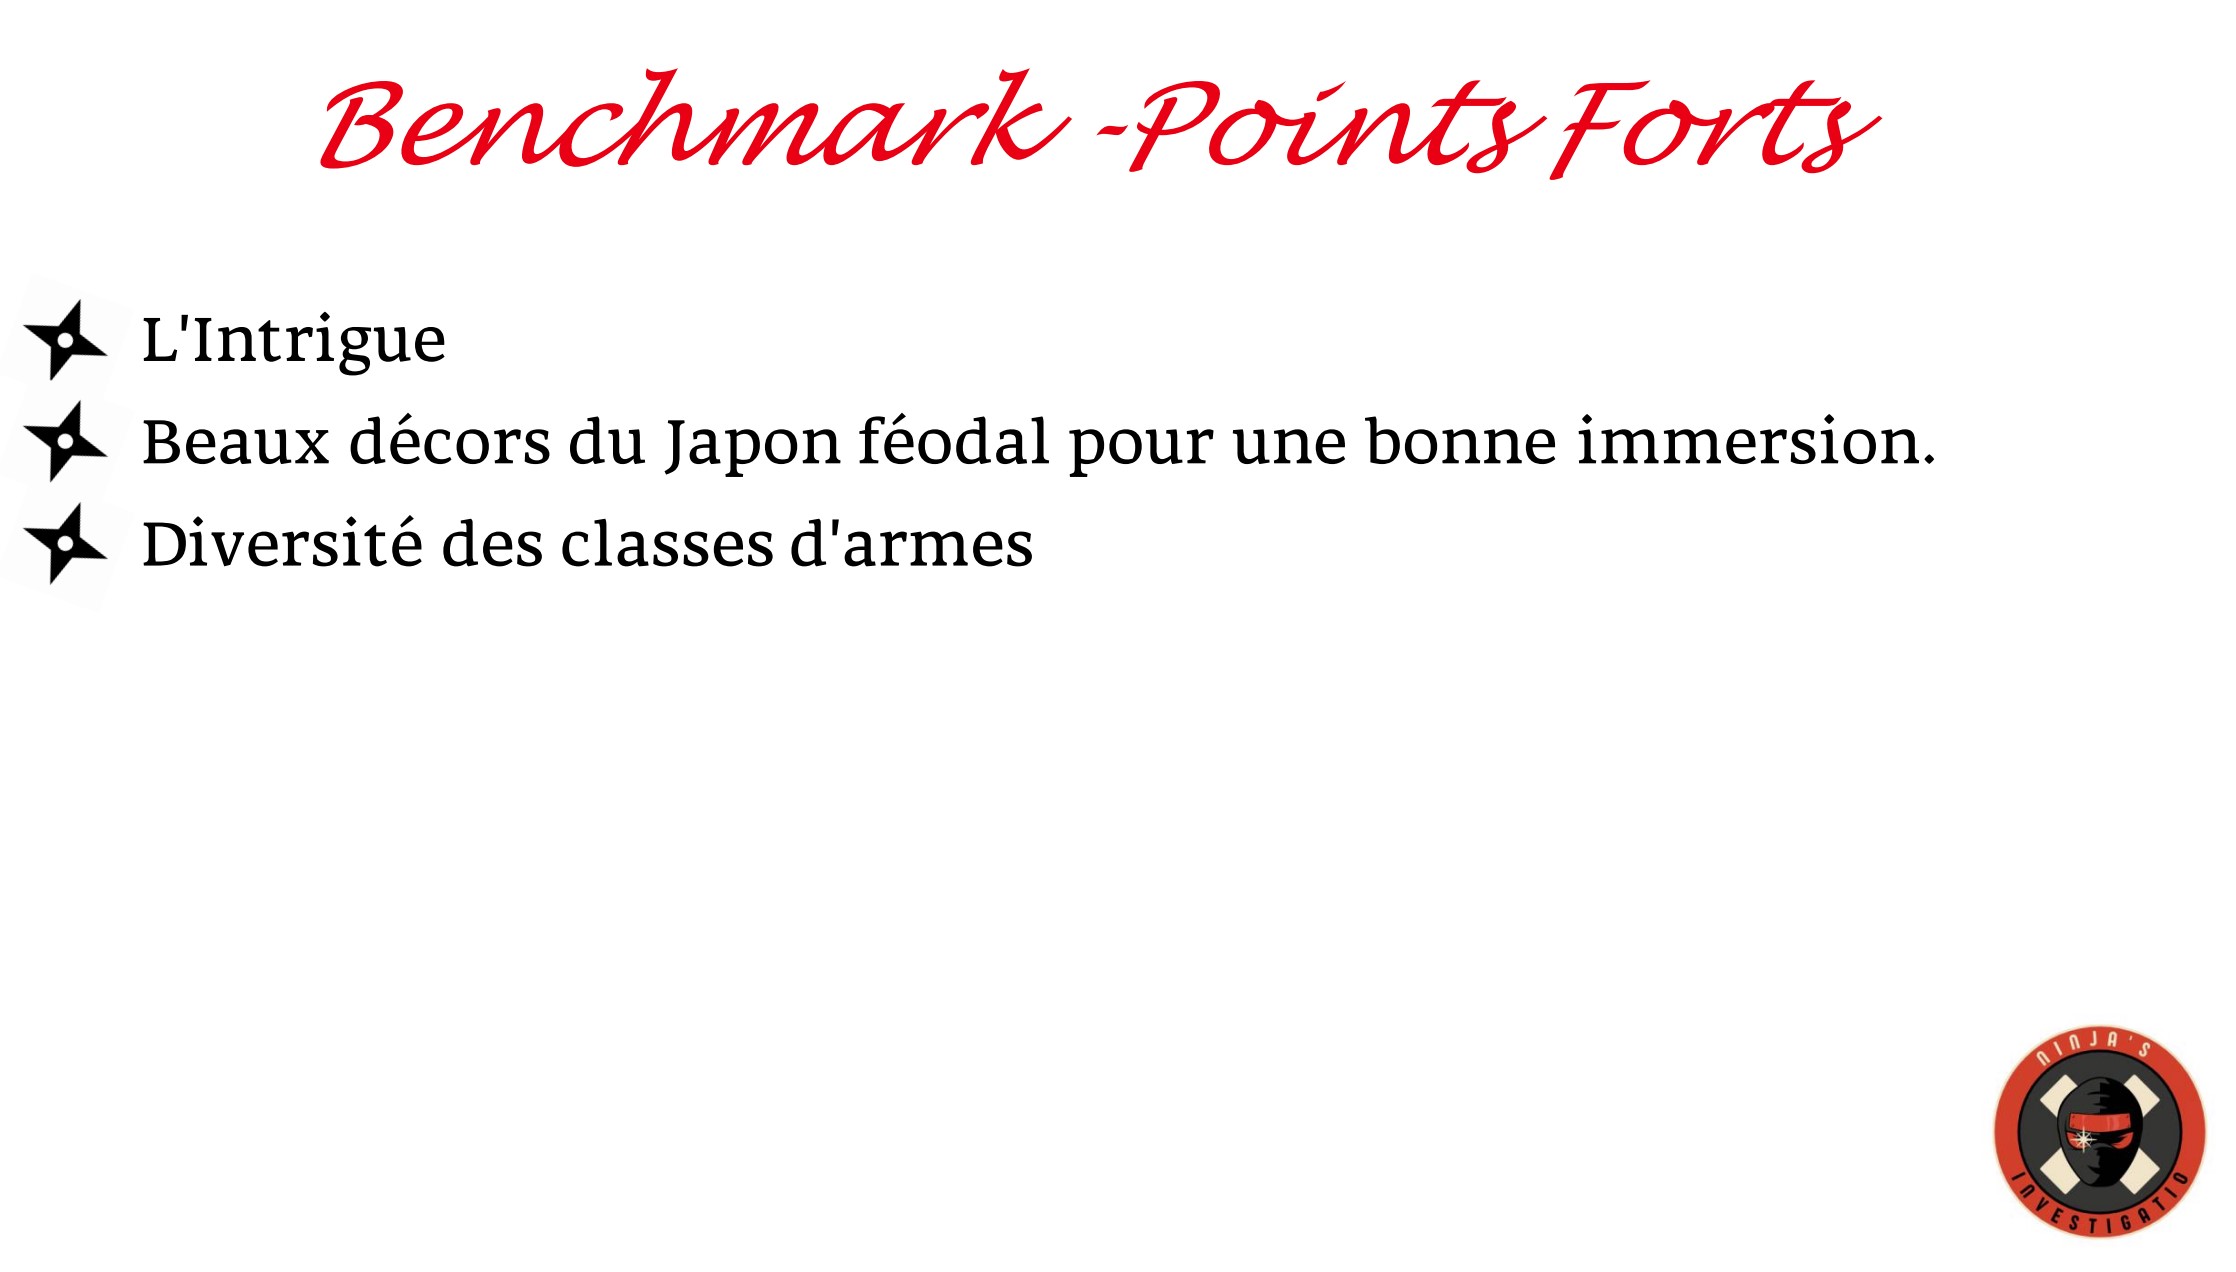 Benchmark -Points Forts
L'Intrigue
Beaux décors du Japon féodal pour une bonne immersion.
Diversité des classes d'armes
NINJA'S
INVESTIGATIO